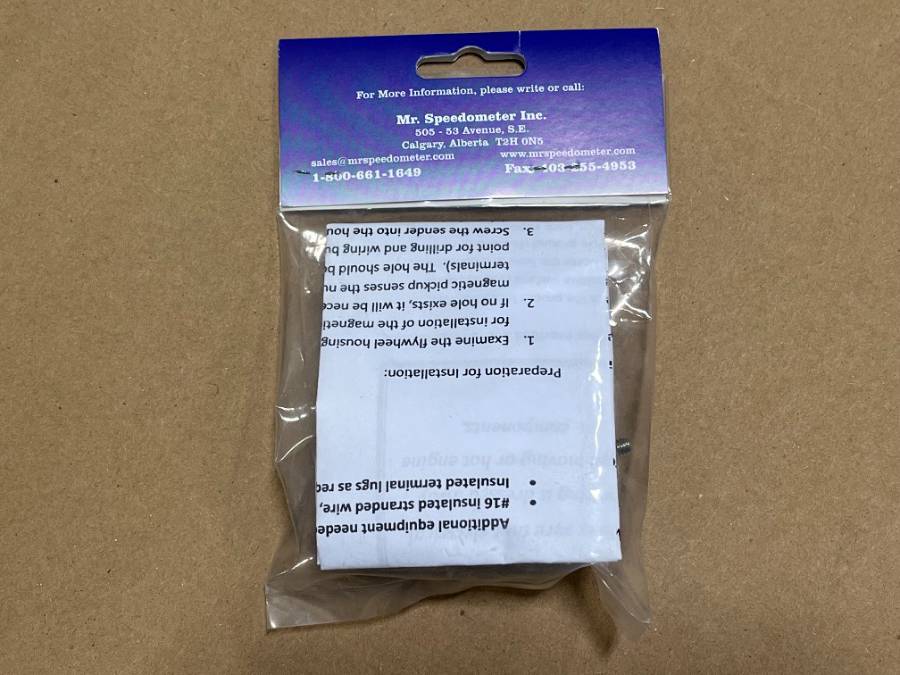 For More Information, please write or call:
Mr. Speedometer Inc.
505 - 53 Avenue, S.E.
Calgary, Alberta T2H 0N5
sales@mrspeedometer.com www.mrspeedometer.com
1-800-661-1649 Fax, 403-255-4953
Additional equipment neede
• #16 insulated stranded wire,
• Insulated terminal lugs as req
Preparation for Installation:
1. Examine the flywheel housing
for installation of the magneti
2. If no hole exists, it will be nece
magnetic pickup senses the nu
terminals). The hole should be
point for drilling and wiring bu
3. Screw the sender into the hou